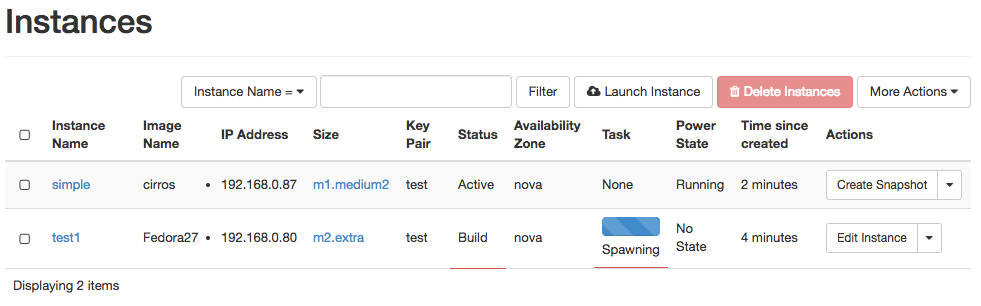 Instances
Instance Name = Filter Launch Instance Delete Instances More Actions
Instance Name Image Name IP Address Size Key Pair Status Availability Zone Task Power State Time since created Actions
simple cirros • 192.168.0.87 m1.medium2 test Active nova None Running 2 minutes Create Snapshot
test1 Fedora27 • 192.168.0.80 m2.extra test Build nova Spawning No State 4 minutes Edit Instance
Displaying 2 items